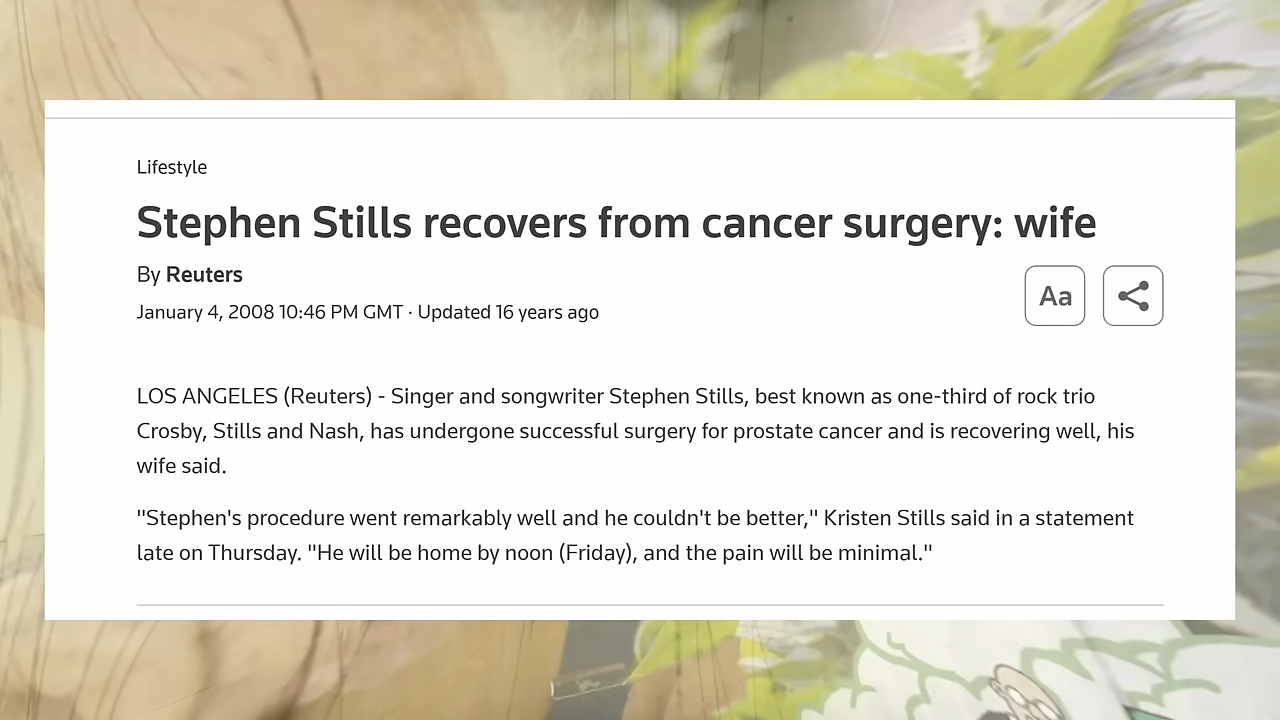 Lifestyle
Stephen Stills recovers from cancer surgery: wife
By Reuters
January 4, 2008 10:46 PM GMT · Updated 16 years ago
Aa
LOS ANGELES (Reuters) - Singer and songwriter Stephen Stills, best known as one-third of rock trio
Crosby, Stills and Nash, has undergone successful surgery for prostate cancer and is recovering well, his
wife said.
"Stephen's procedure went remarkably well and he couldn't be better," Kristen Stills said in a statement
late on Thursday. "He will be home by noon (Friday), and the pain will be minimal."